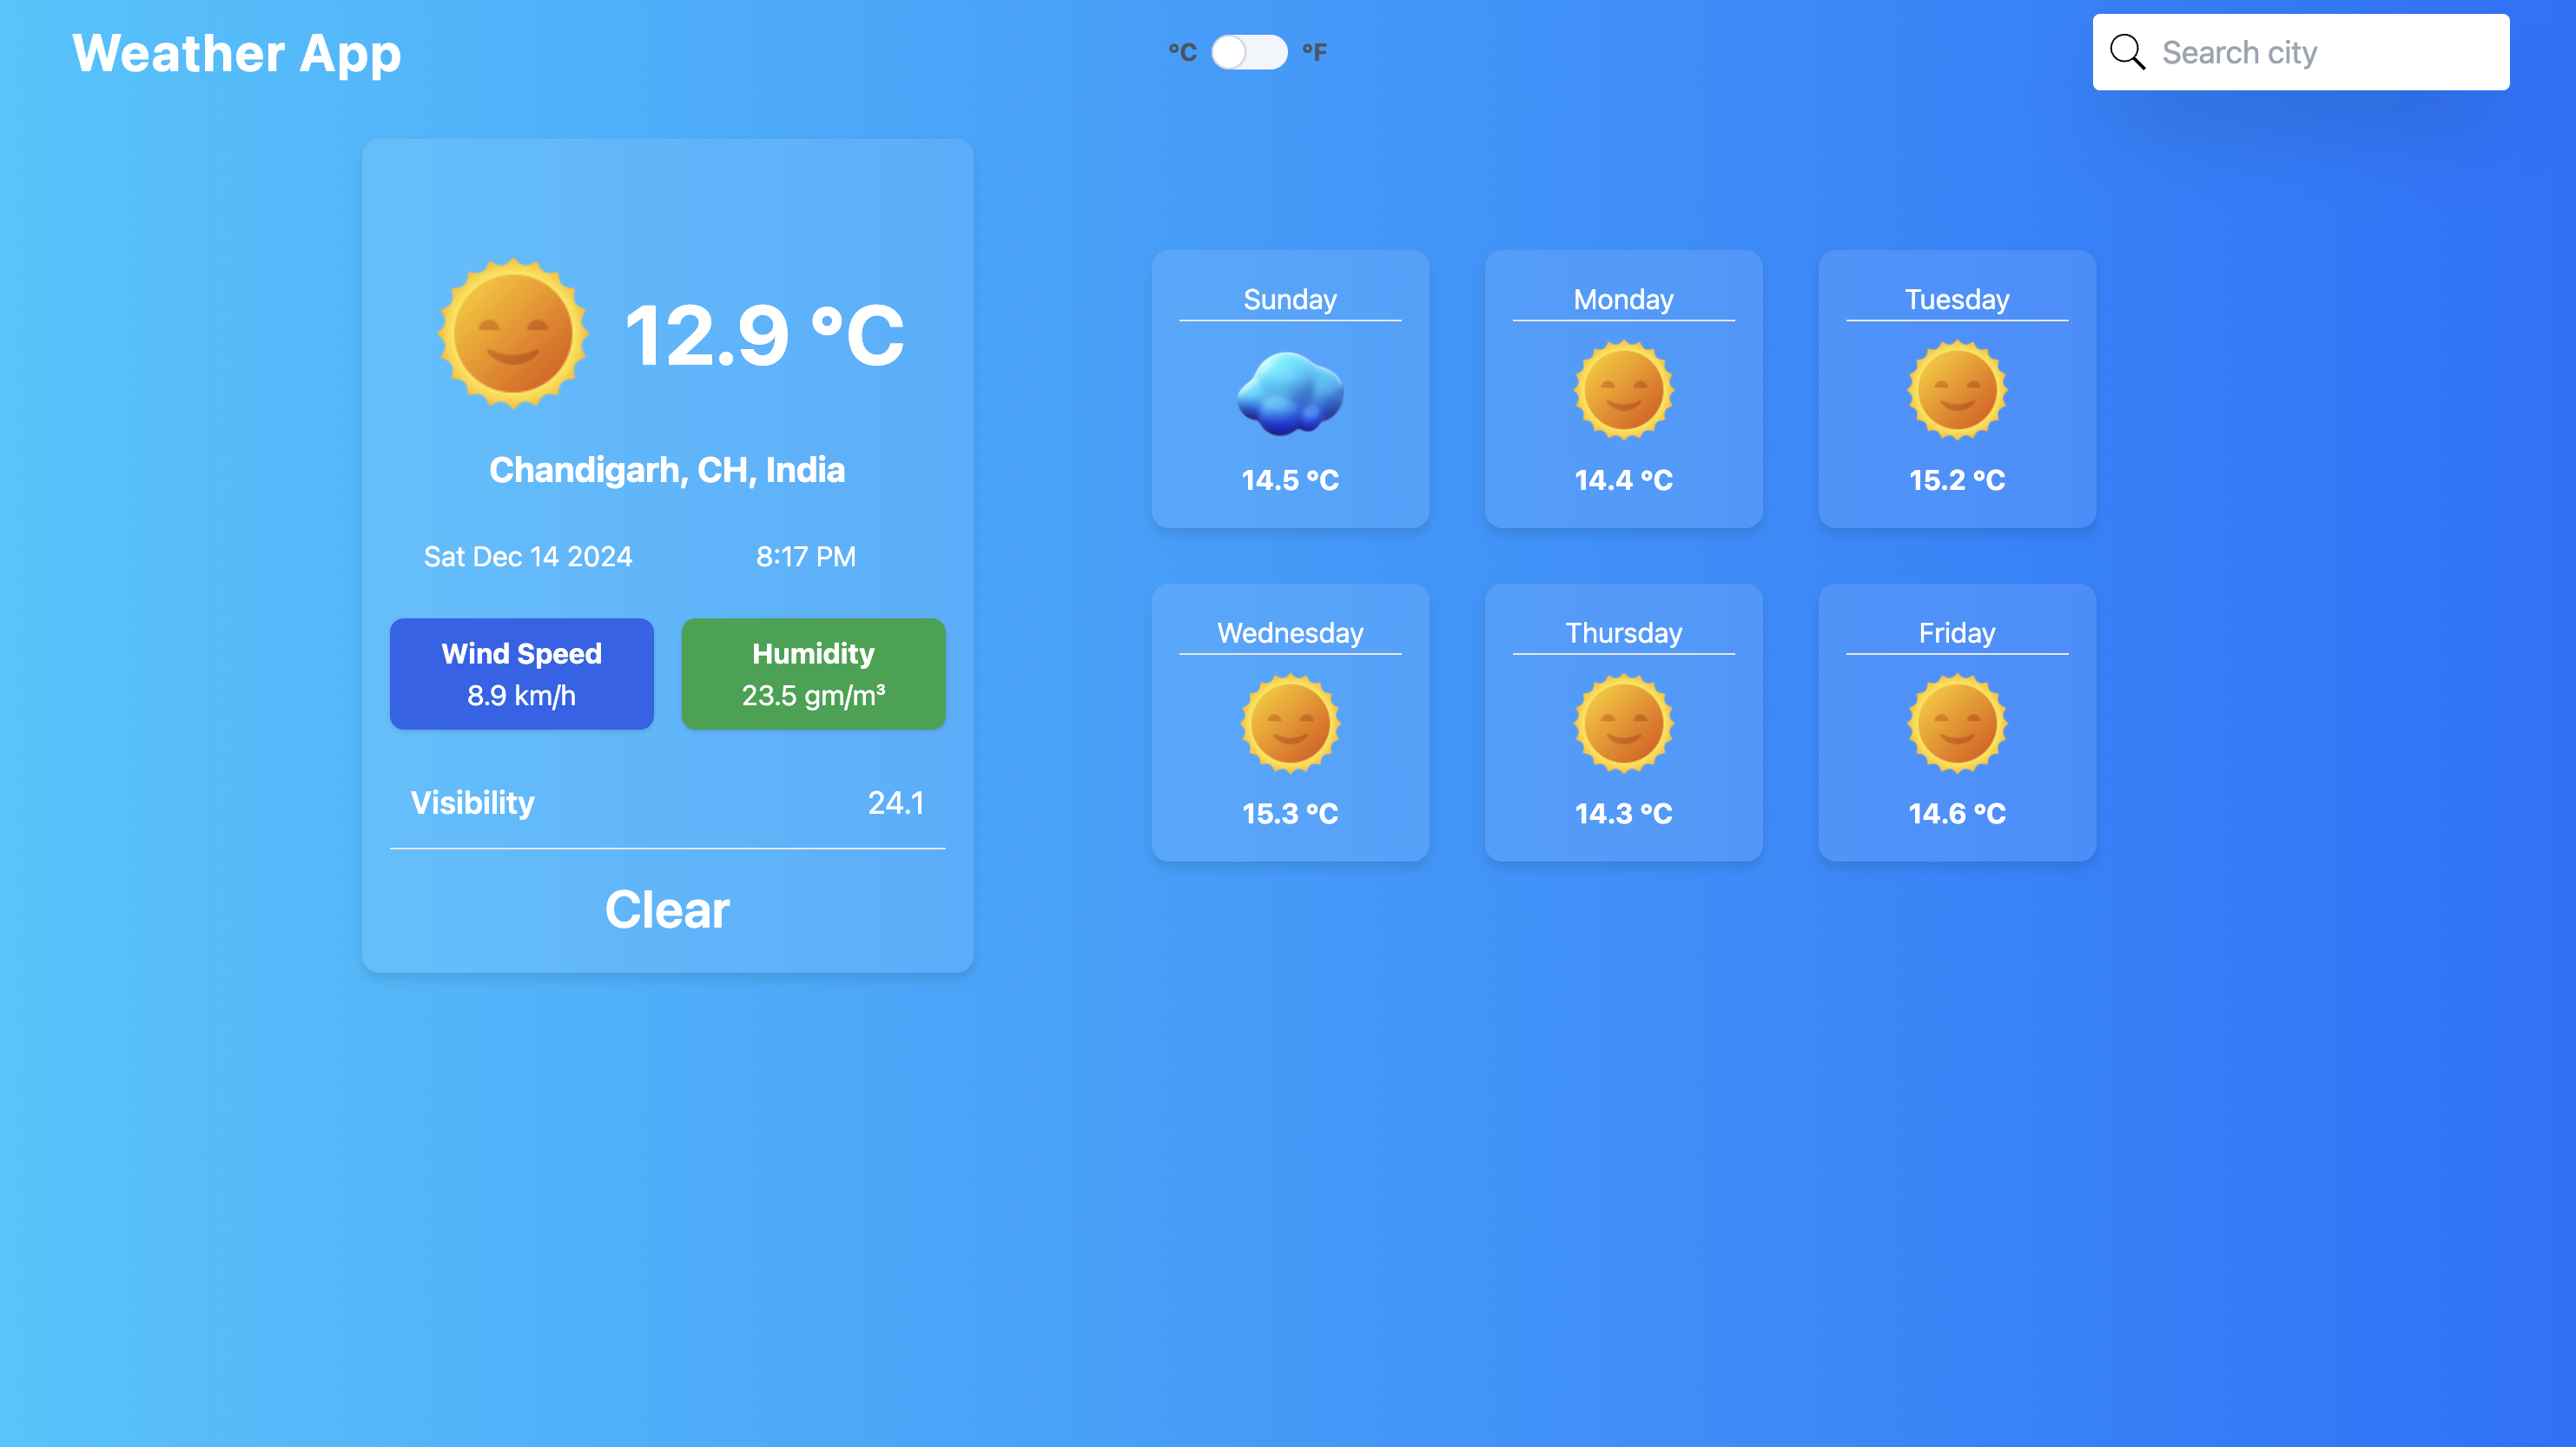 Weather App
°C °F
Search city
12.9 °C
Chandigarh, CH, India
Sat Dec 14 2024 8:17 PM
Wind Speed
8.9 km/h
Humidity
23.5 gm/m³
Visibility 24.1
Clear
Sunday
14.5 °C
Monday
14.4 °C
Tuesday
15.2 °C
Wednesday
15.3 °C
Thursday
14.3 °C
Friday
14.6 °C